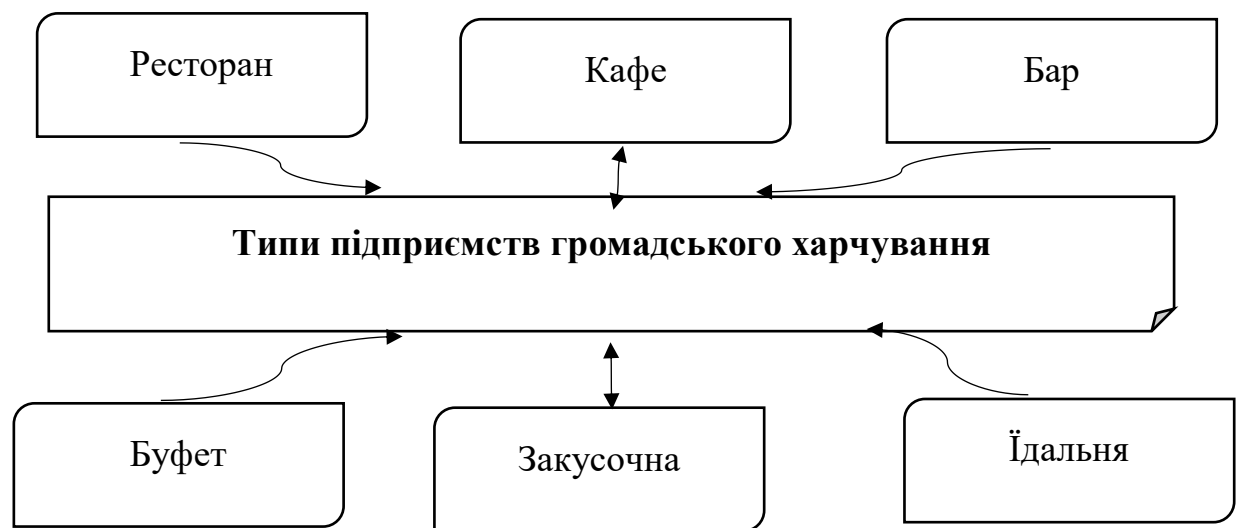 Ресторан
Кафе
Бар
Типи підприємств громадського харчування
Буфет
Закусочна
Їдальня